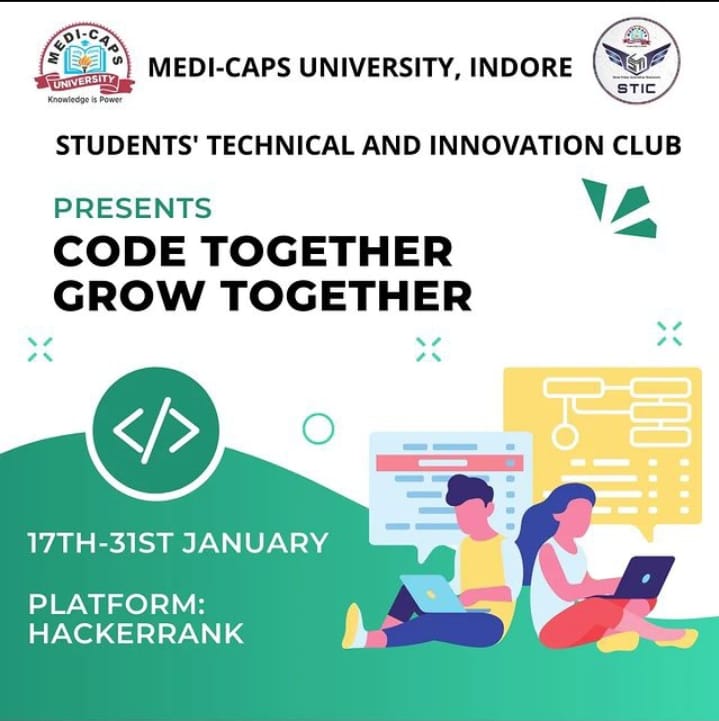 MEDI-CAPS
UNIVERSITY
Knowledge is Power
MEDI-CAPS UNIVERSITY, INDORE
STIC
STUDENTS' TECHNICAL AND INNOVATION CLUB
PRESENTS
CODE TOGETHER
GROW TOGETHER
</>
17TH-31ST JANUARY
PLATFORM:
HACKERRANK